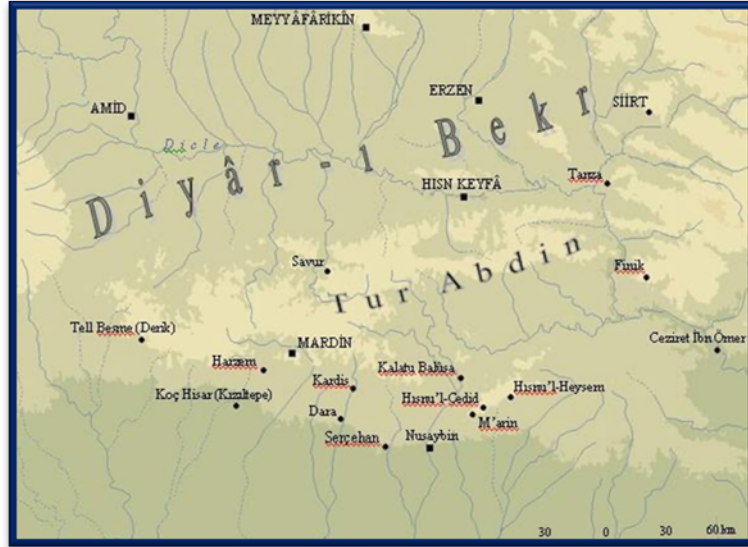 MEYYÂFÂRİKÎN
ERZEN
SİİRT
AMİD
Dicle
Diyâr-ı Bekr
HISN KEYFÂ
Tanza
Savur
Tur Abdin
Finik
Tell Besme (Derik)
MARDİN
Ceziret İbn Ömer
Harzem
Kalatu Balûsa
Kardis
Hısnu'l-Heysem
Koç Hisar (Kızıltepe)
Hısnu'l-Cedid
Dara
M'arin
Serçehan
Nusaybin
30 0 30 60 km.